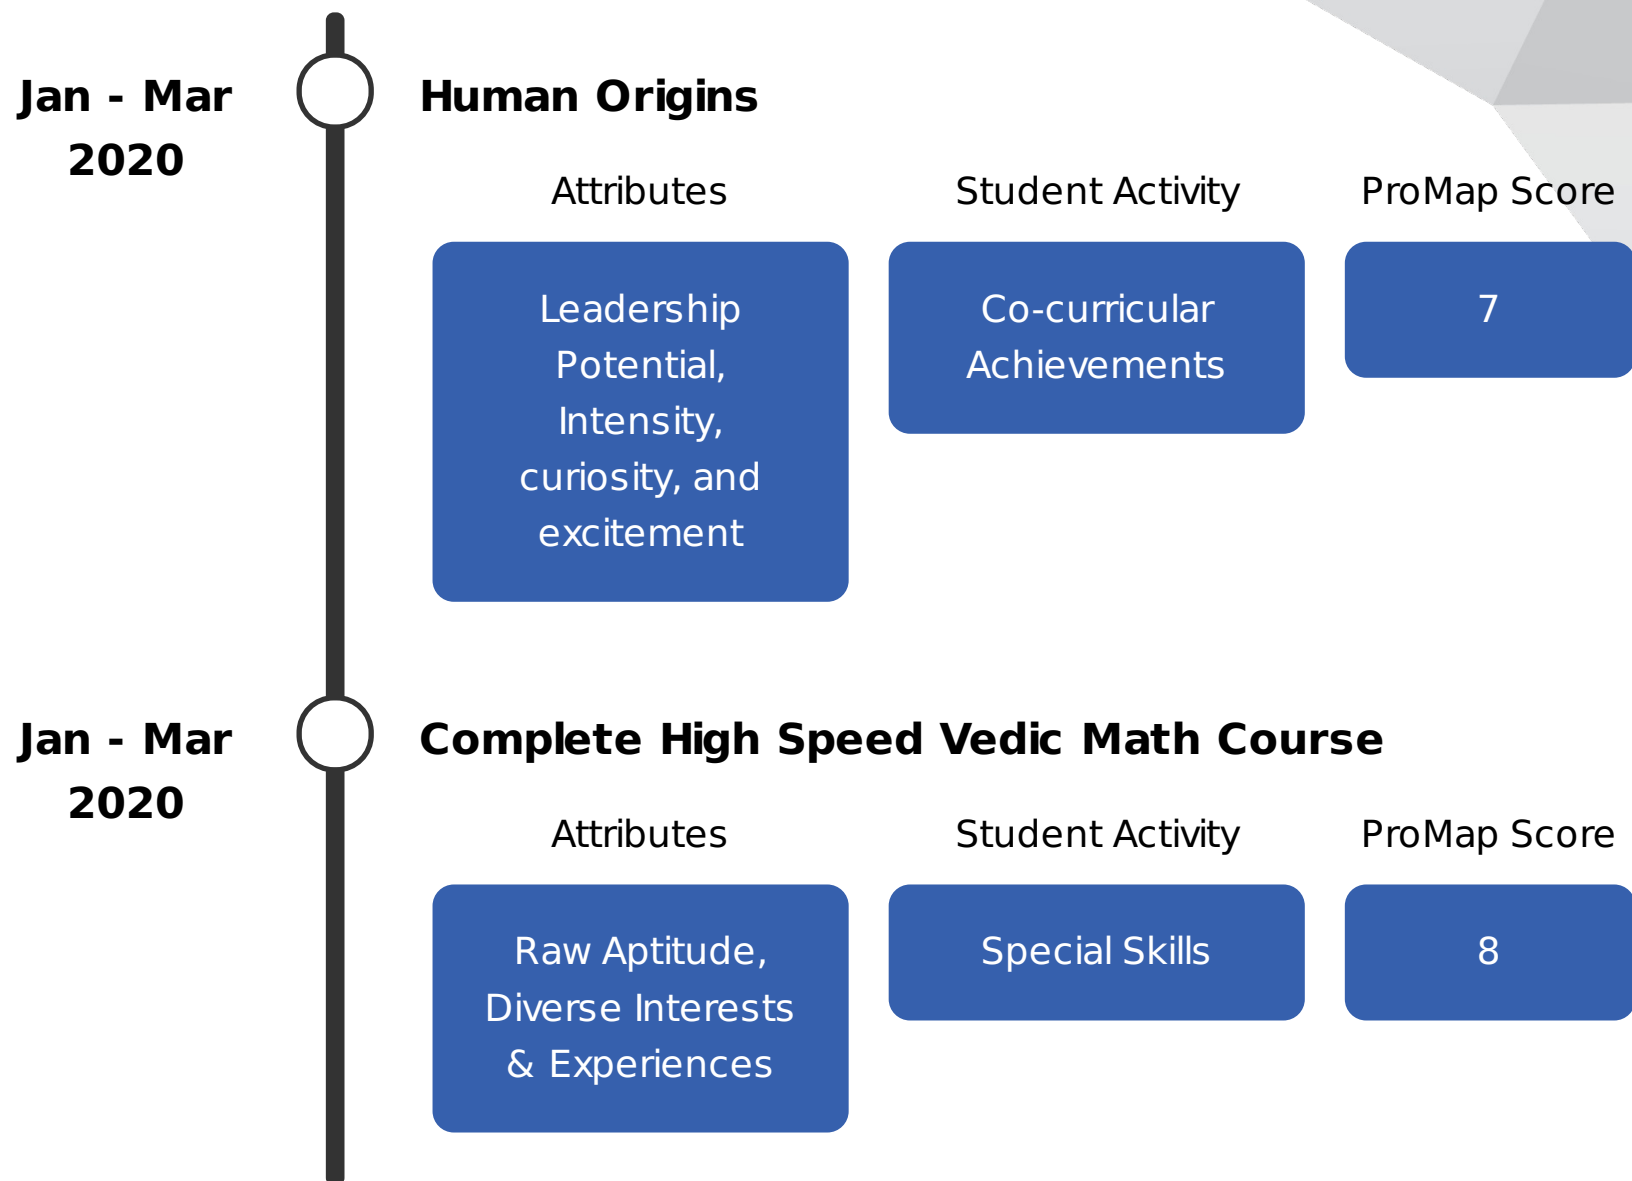 Jan - Mar
2020
Human Origins
Attributes
Student Activity
ProMap Score
Leadership
Potential,
Intensity,
curiosity, and
excitement
Co-curricular
Achievements
7
Jan - Mar
2020
Complete High Speed Vedic Math Course
Attributes
Student Activity
ProMap Score
Raw Aptitude,
Diverse Interests
& Experiences
Special Skills
8